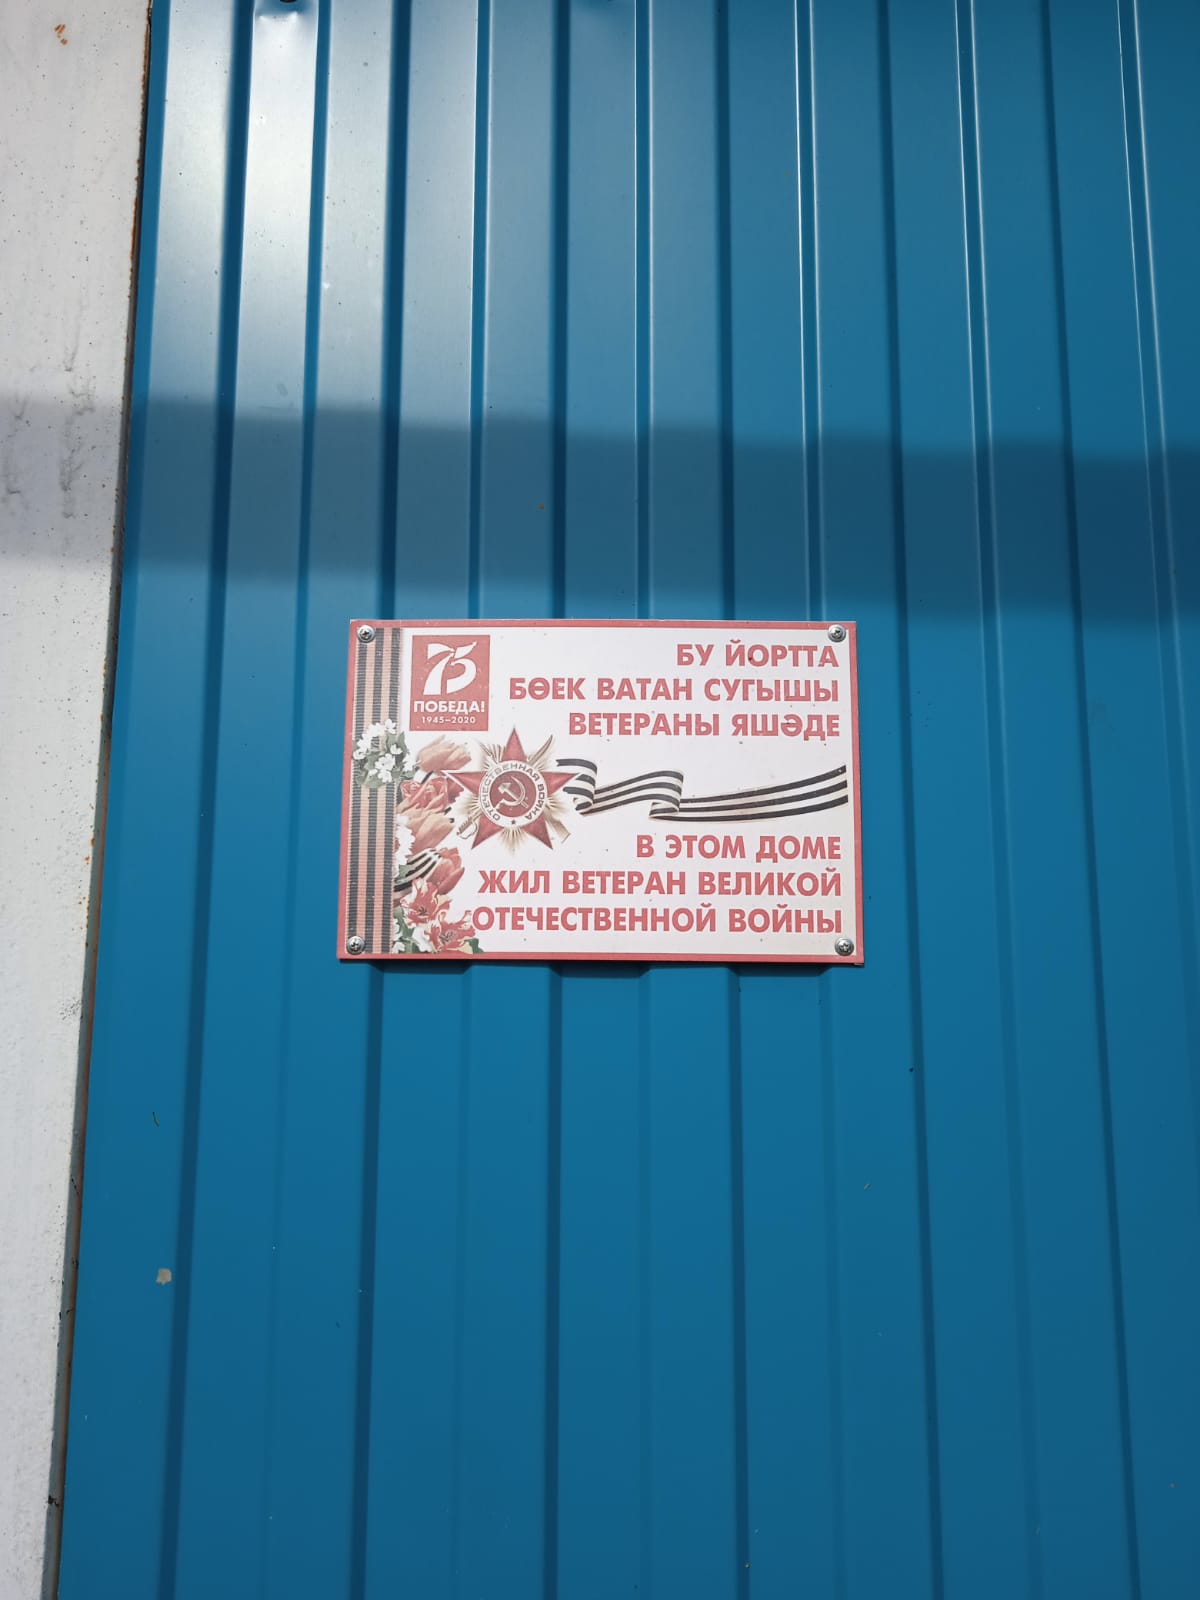 75
ПОБЕДА!
1945–2020
БУ ЙОРТТА
БӨЕК ВАТАН СУГЫШЫ
ВЕТЕРАНЫ ЯШӘДЕ
ОТЕЧЕСТВЕННАЯ ВОЙНА
В ЭТОМ ДОМЕ
ЖИЛ ВЕТЕРАН ВЕЛИКОЙ
ОТЕЧЕСТВЕННОЙ ВОЙНЫ